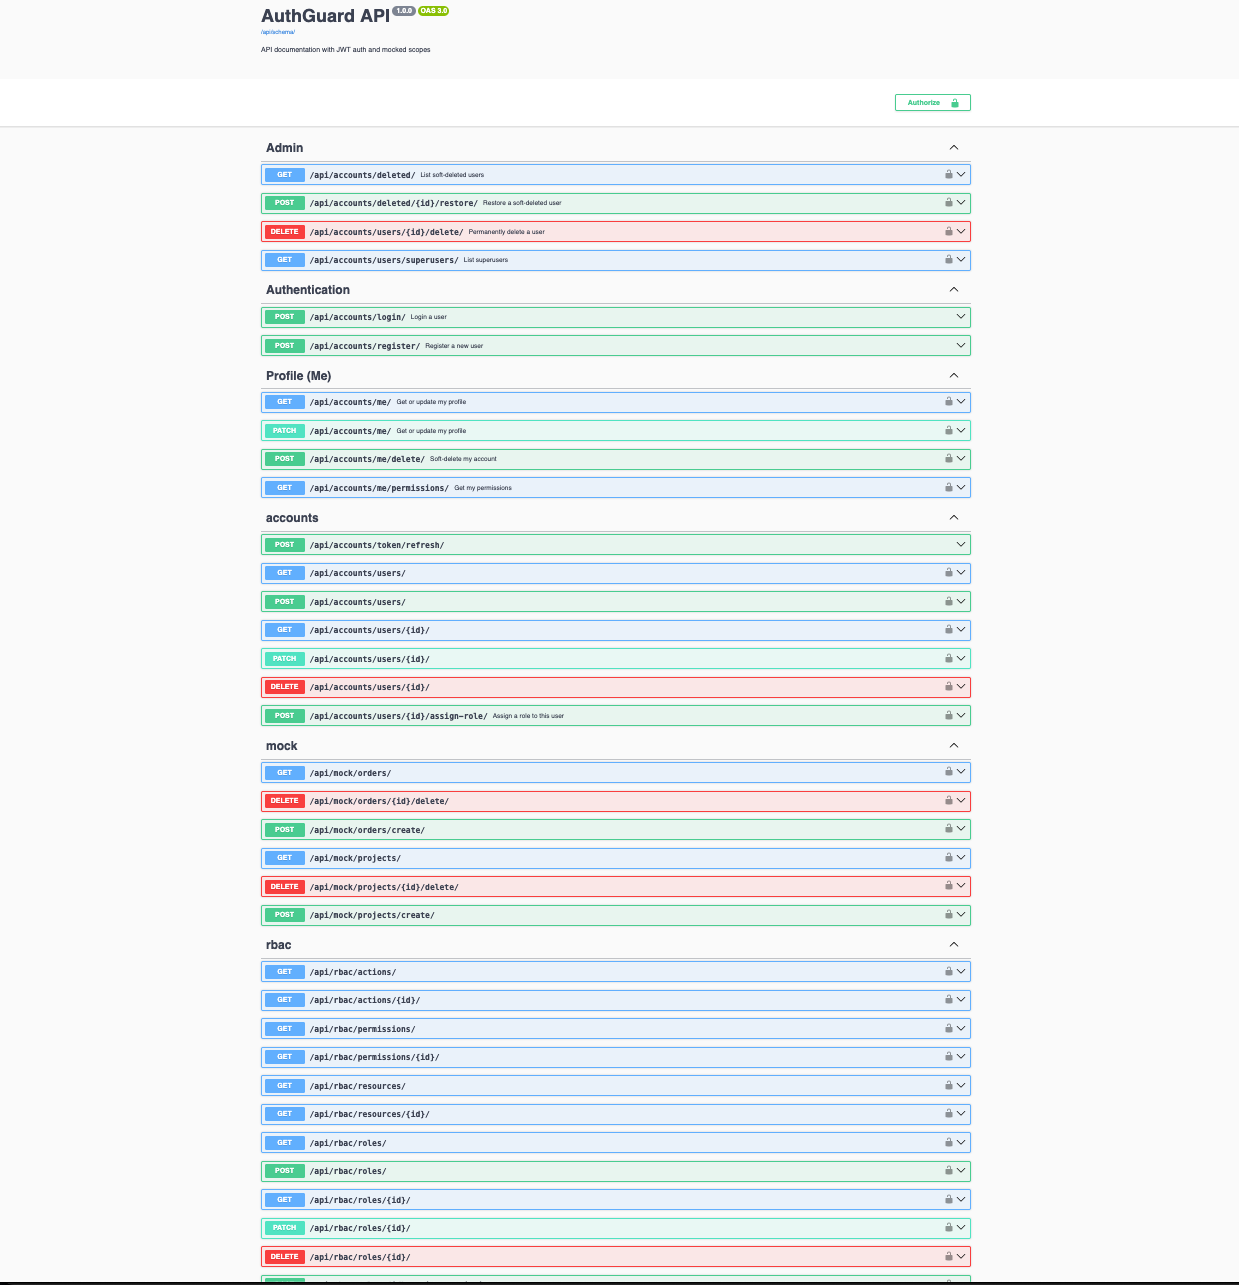 AuthGuard API 1.0.0 OAS 3.0
/api/schema/
API documentation with JWT auth and mocked scopes
Authorize
Admin
GET /api/accounts/deleted/ List soft-deleted users
POST /api/accounts/deleted/{id}/restore/ Restore a soft-deleted user
DELETE /api/accounts/users/{id}/delete/ Permanently delete a user
GET /api/accounts/users/superusers/ List superusers
Authentication
POST /api/accounts/login/ Login a user
POST /api/accounts/register/ Register a new user
Profile (Me)
GET /api/accounts/me/ Get or update my profile
PATCH /api/accounts/me/ Get or update my profile
POST /api/accounts/me/delete/ Soft-delete my account
GET /api/accounts/me/permissions/ Get my permissions
accounts
POST /api/accounts/token/refresh/
GET /api/accounts/users/
POST /api/accounts/users/
GET /api/accounts/users/{id}/
PATCH /api/accounts/users/{id}/
DELETE /api/accounts/users/{id}/
POST /api/accounts/users/{id}/assign-role/ Assign a role to this user
mock
GET /api/mock/orders/
DELETE /api/mock/orders/{id}/delete/
POST /api/mock/orders/create/
GET /api/mock/projects/
DELETE /api/mock/projects/{id}/delete/
POST /api/mock/projects/create/
rbac
GET /api/rbac/actions/
GET /api/rbac/actions/{id}/
GET /api/rbac/permissions/
GET /api/rbac/permissions/{id}/
GET /api/rbac/resources/
GET /api/rbac/resources/{id}/
GET /api/rbac/roles/
POST /api/rbac/roles/
GET /api/rbac/roles/{id}/
PATCH /api/rbac/roles/{id}/
DELETE /api/rbac/roles/{id}/